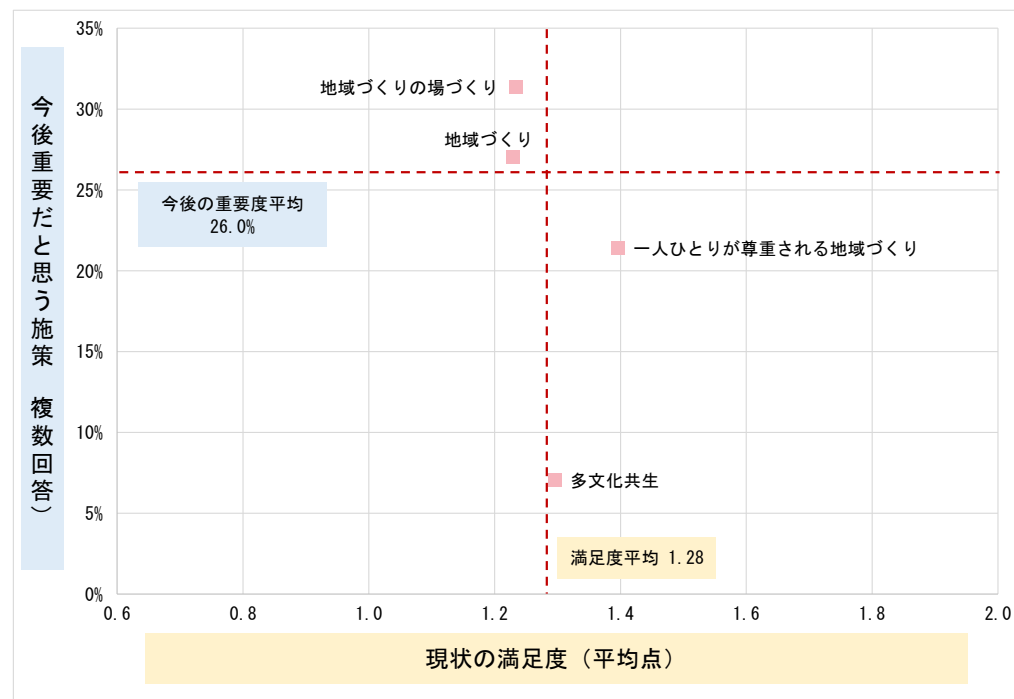 今後重要だと思う施策　複数回答）
35%
30%
25%
20%
15%
10%
5%
0%
地域づくりの場づくり
地域づくり
今後の重要度平均
26.0%
一人ひとりが尊重される地域づくり
多文化共生
満足度平均 1.28
0.6 0.8 1.0 1.2 1.4 1.6 1.8 2.0
現状の満足度（平均点）